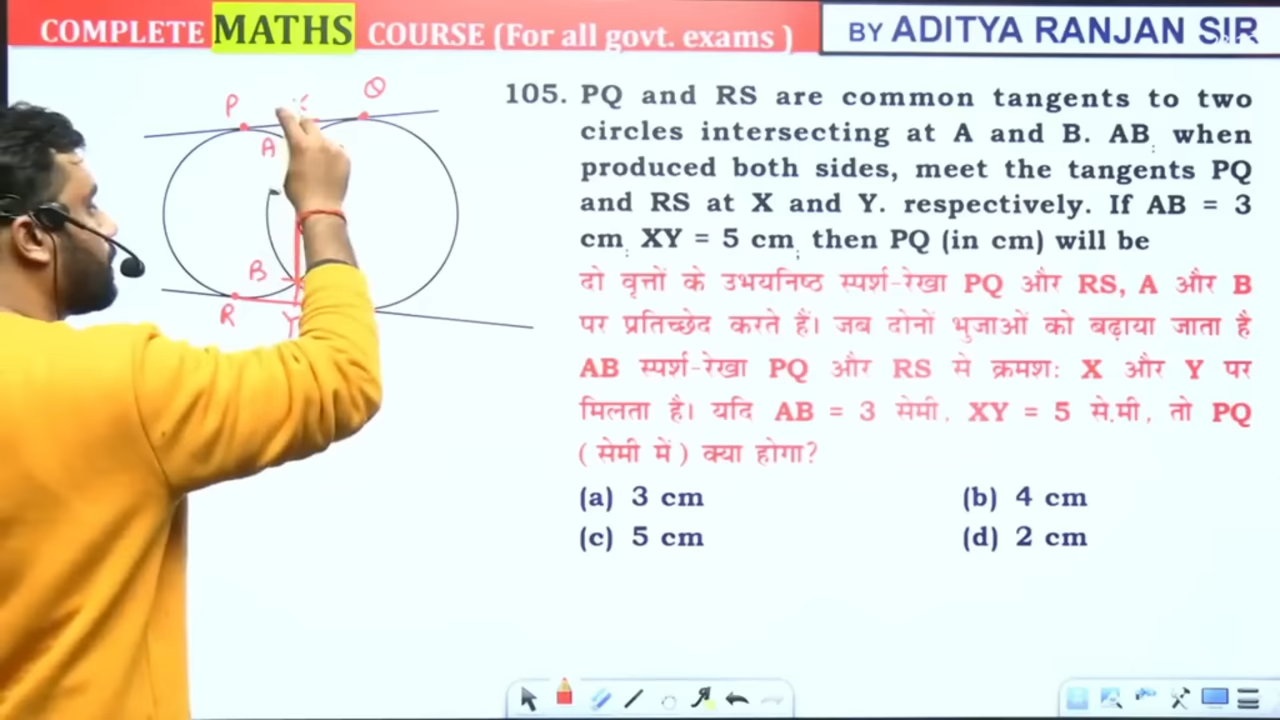 COMPLETE MATHS COURSE (For all govt. exams )
BY ADITYA RANJAN SIR
P
Q
A
B
R
Y
105. PQ and RS are common tangents to two
circles intersecting at A and B. AB when
produced both sides, meet the tangents PQ
and RS at X and Y. respectively. If AB = 3
cm XY = 5 cm then PQ (in cm) will be
दो वृत्तों के उभयनिष्ठ स्पर्श-रेखा PQ और RS, A और B
पर प्रतिच्छेद करते हैं। जब दोनों भुजाओं को बढ़ाया जाता है
AB स्पर्श-रेखा PQ और RS से क्रमश: X और Y पर
मिलता है। यदि AB = 3 सेमी. XY = 5 से.मी, तो PQ
( सेमी में ) क्या होगा?
(a) 3 cm
(b) 4 cm
(c) 5 cm
(d) 2 cm